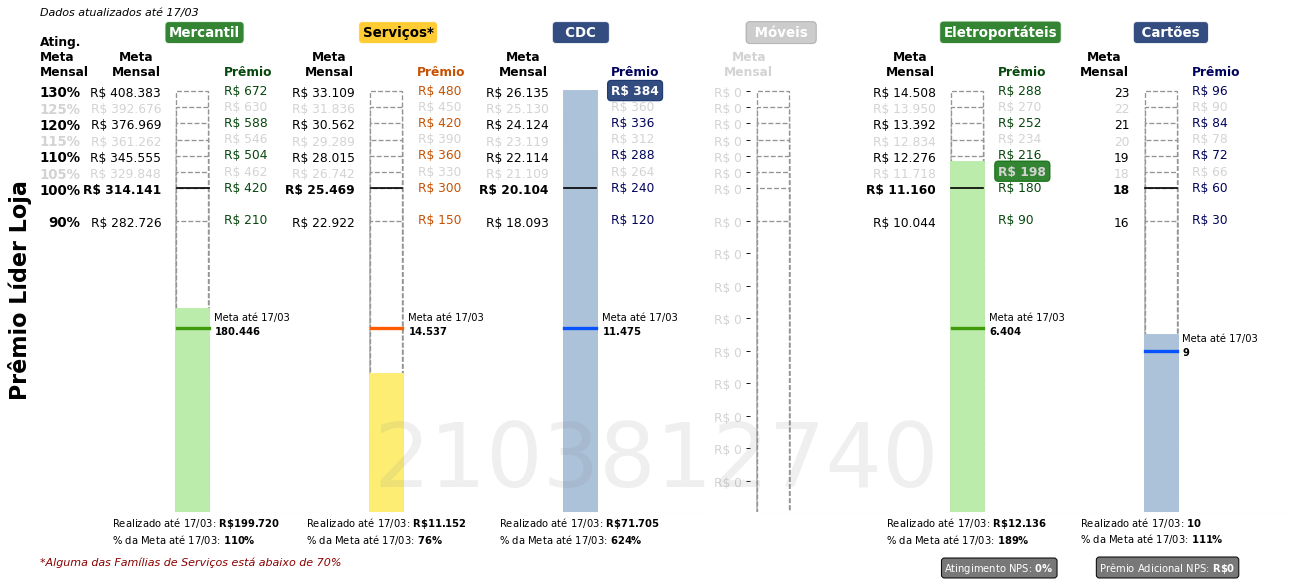 Dados atualizados até 17/03
Mercantil Serviços* CDC Móveis Eletroportáteis Cartões
Ating. Meta Mensal
Meta Mensal Prêmio Meta Mensal Prêmio Meta Mensal Prêmio Meta Mensal Meta Mensal Prêmio Meta Mensal Prêmio
130% R$ 408.383 R$ 672 R$ 33.109 R$ 480 R$ 26.135 R$ 384 R$ 0 R$ 14.508 R$ 288 23 R$ 96
125% R$ 392.676 R$ 630 R$ 31.836 R$ 450 R$ 25.130 R$ 360 R$ 0 R$ 13.950 R$ 270 22 R$ 90
120% R$ 376.969 R$ 588 R$ 30.562 R$ 420 R$ 24.124 R$ 336 R$ 0 R$ 13.392 R$ 252 21 R$ 84
115% R$ 361.262 R$ 546 R$ 29.289 R$ 390 R$ 23.119 R$ 312 R$ 0 R$ 12.834 R$ 234 20 R$ 78
110% R$ 345.555 R$ 504 R$ 28.015 R$ 360 R$ 22.114 R$ 288 R$ 0 R$ 12.276 R$ 216 19 R$ 72
105% R$ 329.848 R$ 462 R$ 26.742 R$ 330 R$ 21.109 R$ 264 R$ 0 R$ 11.718 R$ 198 18 R$ 66
100% R$ 314.141 R$ 420 R$ 25.469 R$ 300 R$ 20.104 R$ 240 R$ 0 R$ 11.160 R$ 180 18 R$ 60
90% R$ 282.726 R$ 210 R$ 22.922 R$ 150 R$ 18.093 R$ 120 R$ 0 R$ 10.044 R$ 90 16 R$ 30
R$ 0
R$ 0
R$ 0
R$ 0
R$ 0
R$ 0
R$ 0
R$ 0
Prêmio Líder Loja
Meta até 17/03 Meta até 17/03 Meta até 17/03 Meta até 17/03 Meta até 17/03
180.446 14.537 11.475 6.404 9
2103812740
Realizado até 17/03: R$199.720 Realizado até 17/03: R$11.152 Realizado até 17/03: R$71.705 Realizado até 17/03: R$12.136 Realizado até 17/03: 10
% da Meta até 17/03: 110% % da Meta até 17/03: 76% % da Meta até 17/03: 624% % da Meta até 17/03: 189% % da Meta até 17/03: 111%
*Alguma das Famílias de Serviços está abaixo de 70% Atingimento NPS: 0% Prêmio Adicional NPS: R$0